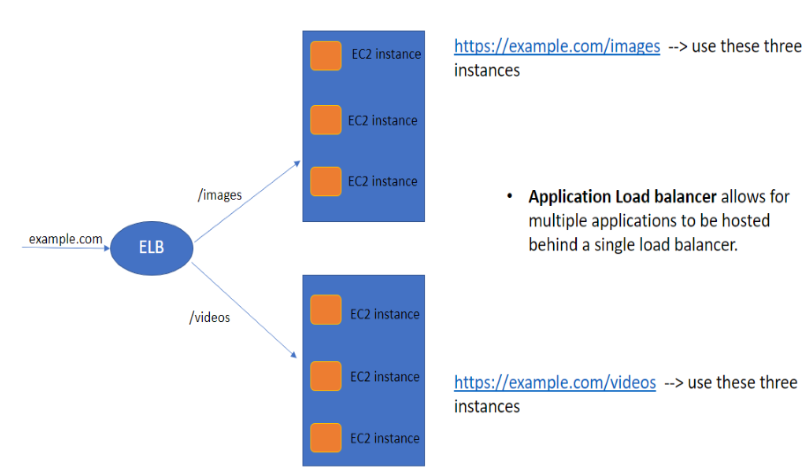 EC2 instance
EC2 instance
EC2 instance
https://example.com/images --> use these three
instances
/images
• Application Load balancer allows for
multiple applications to be hosted
behind a single load balancer.
example.com
ELB
/videos
EC2 instance
EC2 instance
EC2 instance
https://example.com/videos --> use these three
instances